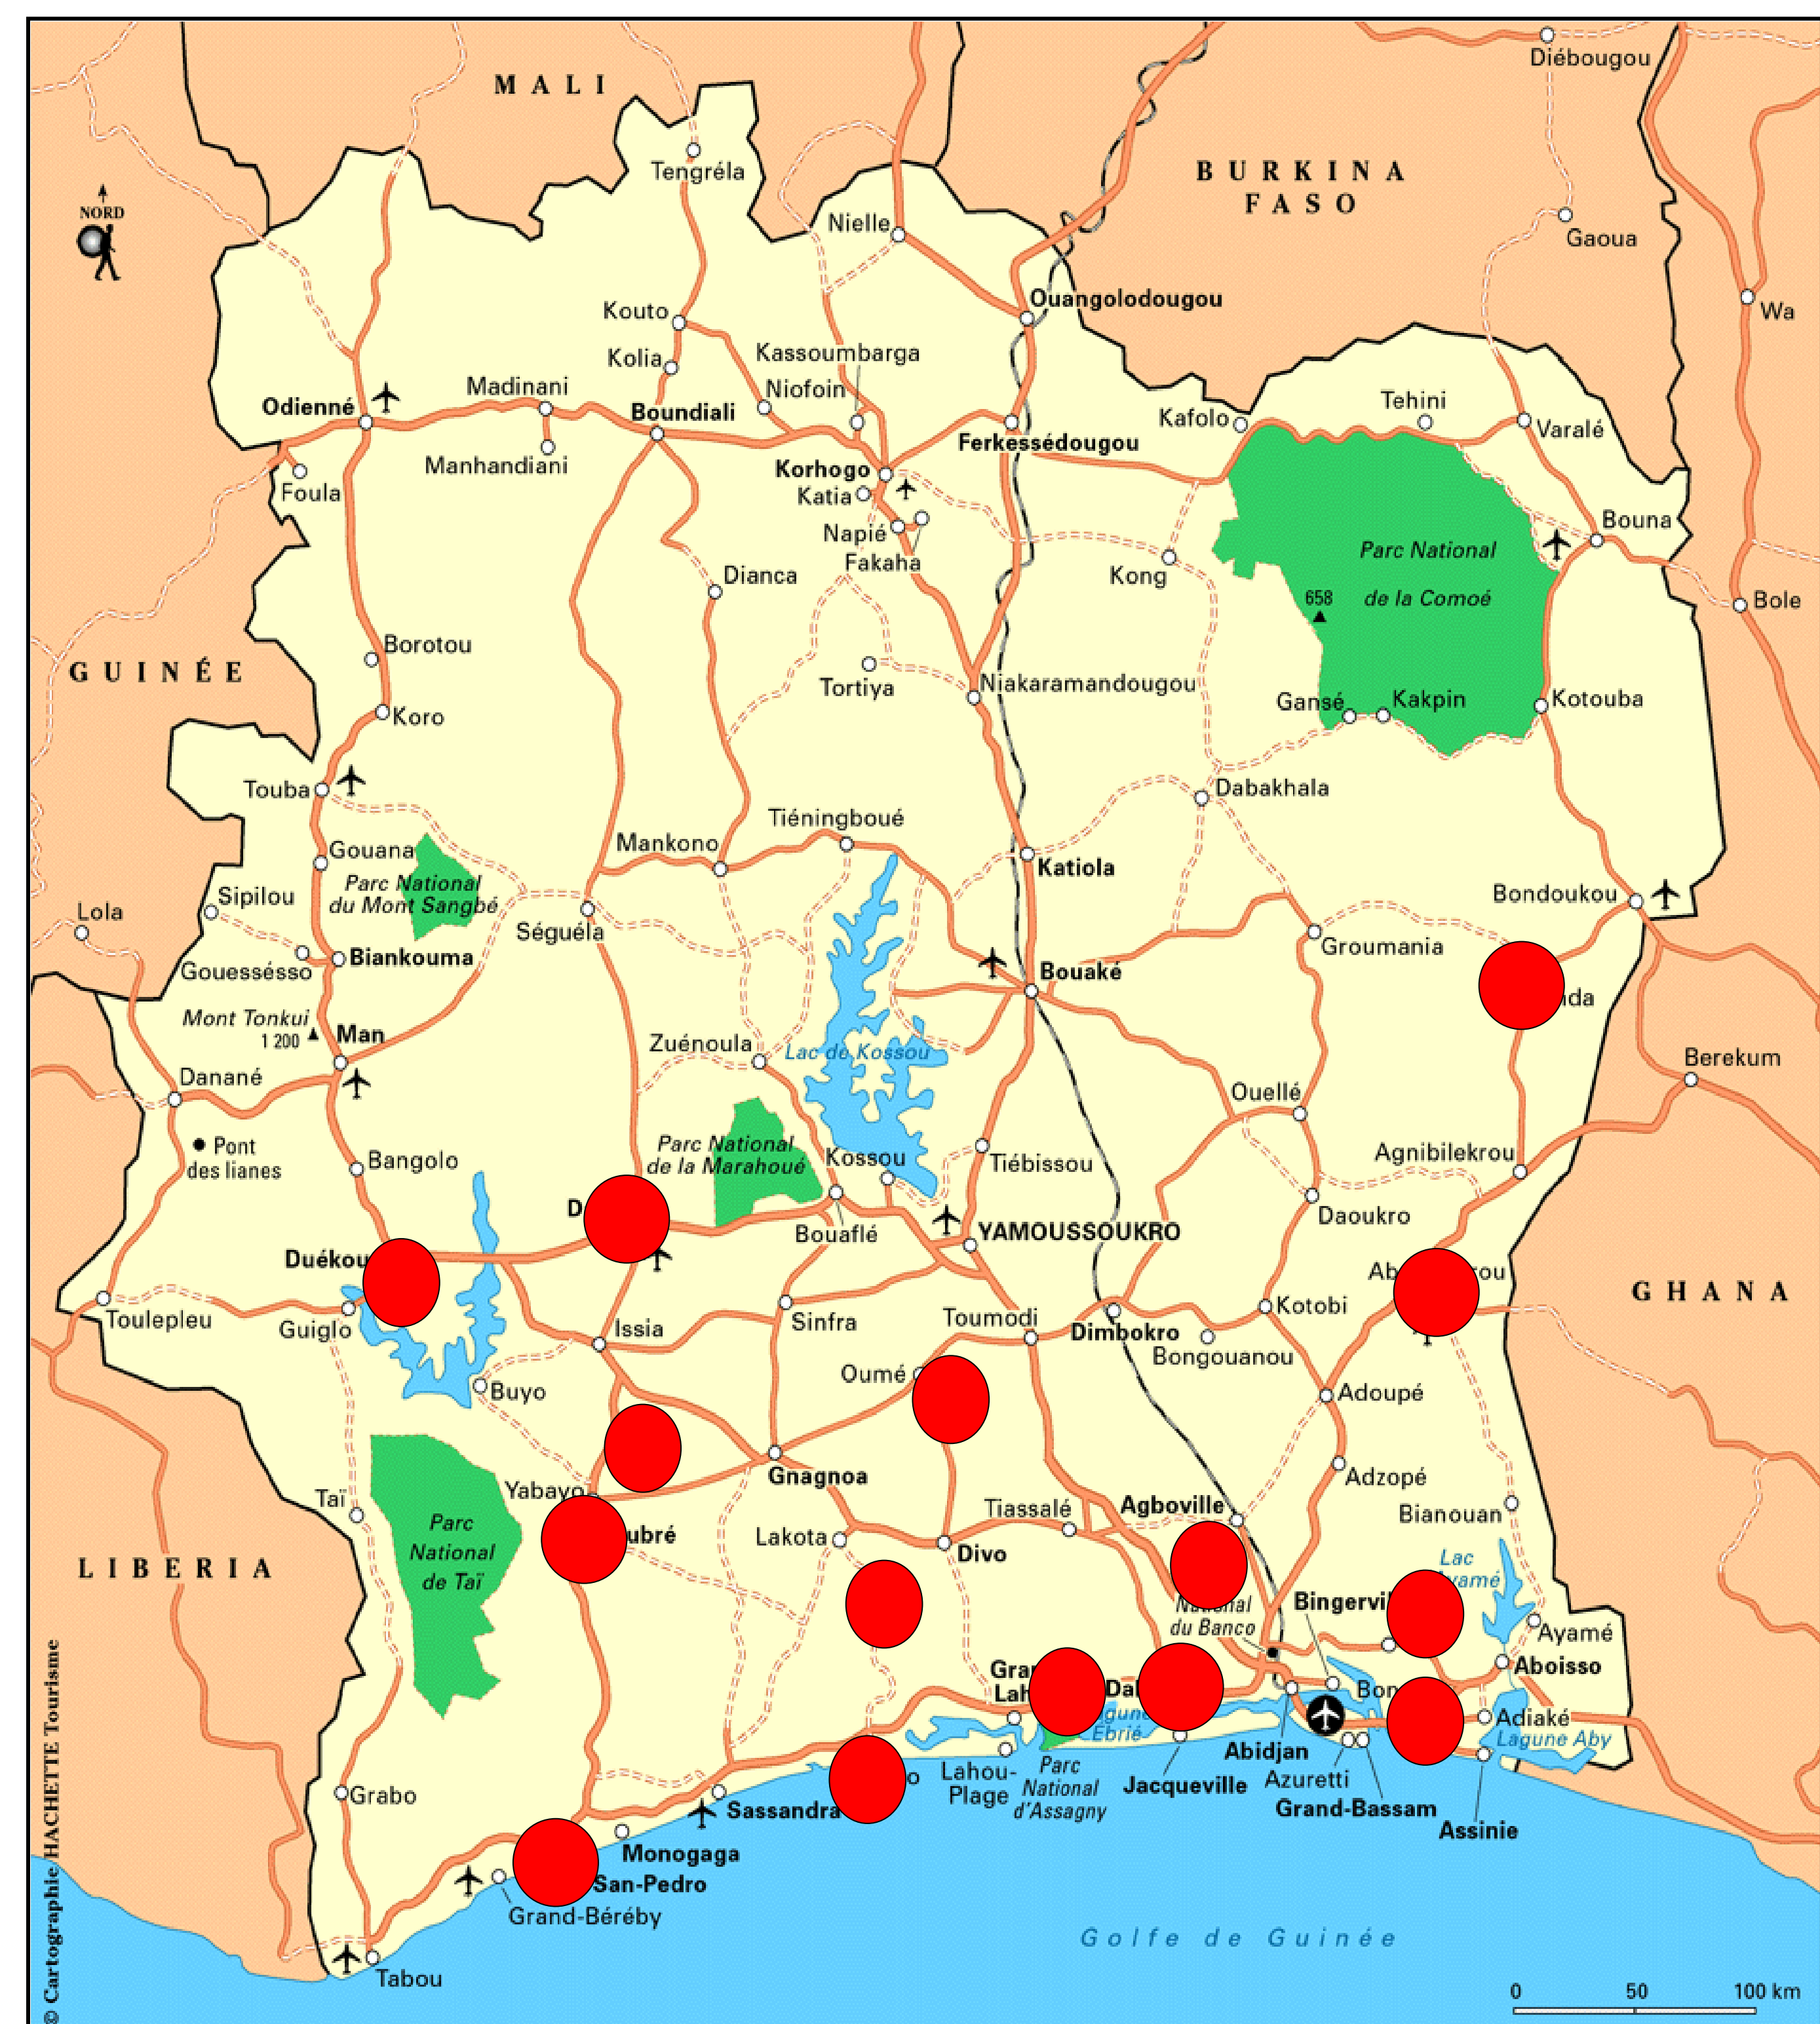 Diébougou
MALI
BURKINA
FASO
Tengréla
NORD
Nielle
Gaoua
Ouangolodougou
Wa
Kouto
Kolia
Kassoumbarga
Niofoin
Madinani
Odienné
Boundiali
Tehini
Kafolo
Varalé
Ferkessédougou
Manhandiani
Korhogo
Katia
Foula
Napié
Fakaha
Bouna
Parc National
de la Comoé
658
Kong
Dianca
Bole
Borotou
GUINÉE
Tortiya
Niakaramandougou
Gansé
Kakpin
Kotouba
Koro
Touba
Dabakhala
Tiéningboué
Mankono
Gouana
Katiola
Parc National
du Mont Sangbé
Sipilou
Bondoukou
Lola
Séguéla
Groumania
Biankouma
Gouessésso
Bouaké
Mont Tonkui
1 200
Man
Zuénoula
Lac de Kossou
Berekum
Danané
Ouellé
Pont
des lianes
Bangolo
Parc National
de la Marahoué
Kossou
Tiébissou
Agnibilekrou
Daoukro
Bouaflé
YAMOUSSOUKRO
Duékou
GHANA
Toulepleu
Guiglo
Issia
Sinfra
Toumodi
Dimbokro
Kotobi
Bongouanou
Oumé
Buyo
Adoupé
Gnagnoa
Adzopé
Yabayo
Taï
Tiassalé
Agboville
Bianouan
Parc
National
de Taï
ubré
Lakota
Divo
Lac
LIBERIA
National
du Banco
Bingervil
Ayamé
Aboisso
Adiaké
Lagune Aby
Ebrié
Abidjan
Azuretti
Grand-Bassam
Assinie
Jacqueville
Lahou-
Plage
Parc
National
d'Assagny
Grabo
Sassandra
Monogaga
San-Pedro
Grand-Béréby
Golfe de Guinée
Tabou
0 50 100 km
© Cartographie HACHETTE Tourisme